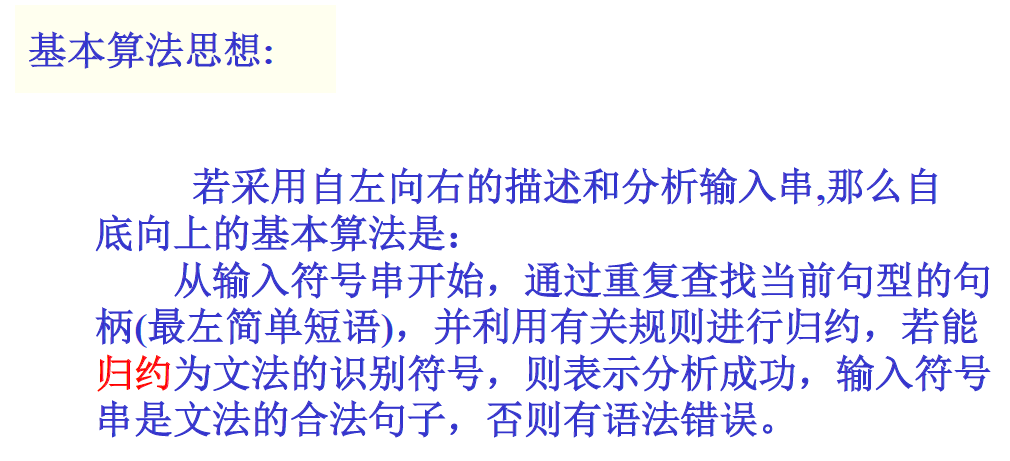 基本算法思想:
若采用自左向右的描述和分析输入串,那么自
底向上的基本算法是：
从输入符号串开始，通过重复查找当前句型的句
柄(最左简单短语)，并利用有关规则进行归约，若能
归约为文法的识别符号，则表示分析成功，输入符号
串是文法的合法句子，否则有语法错误。